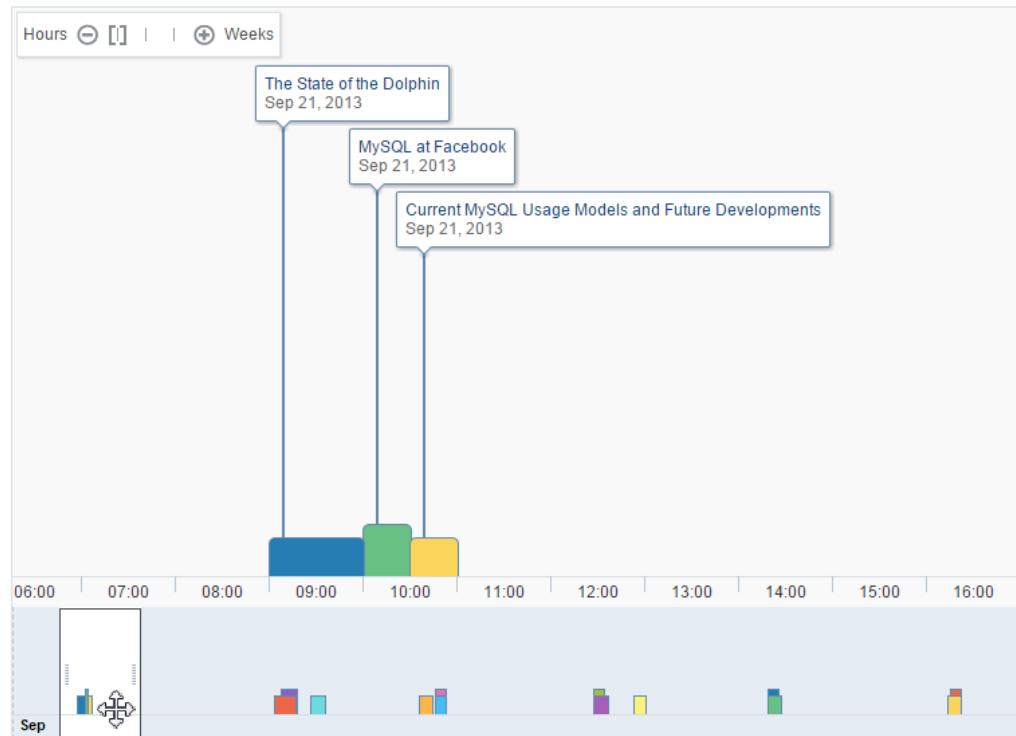 Hours Weeks
The State of the Dolphin
Sep 21, 2013
MySQL at Facebook
Sep 21, 2013
Current MySQL Usage Models and Future Developments
Sep 21, 2013
06:00 07:00 08:00 09:00 10:00 11:00 12:00 13:00 14:00 15:00 16:00
Sep